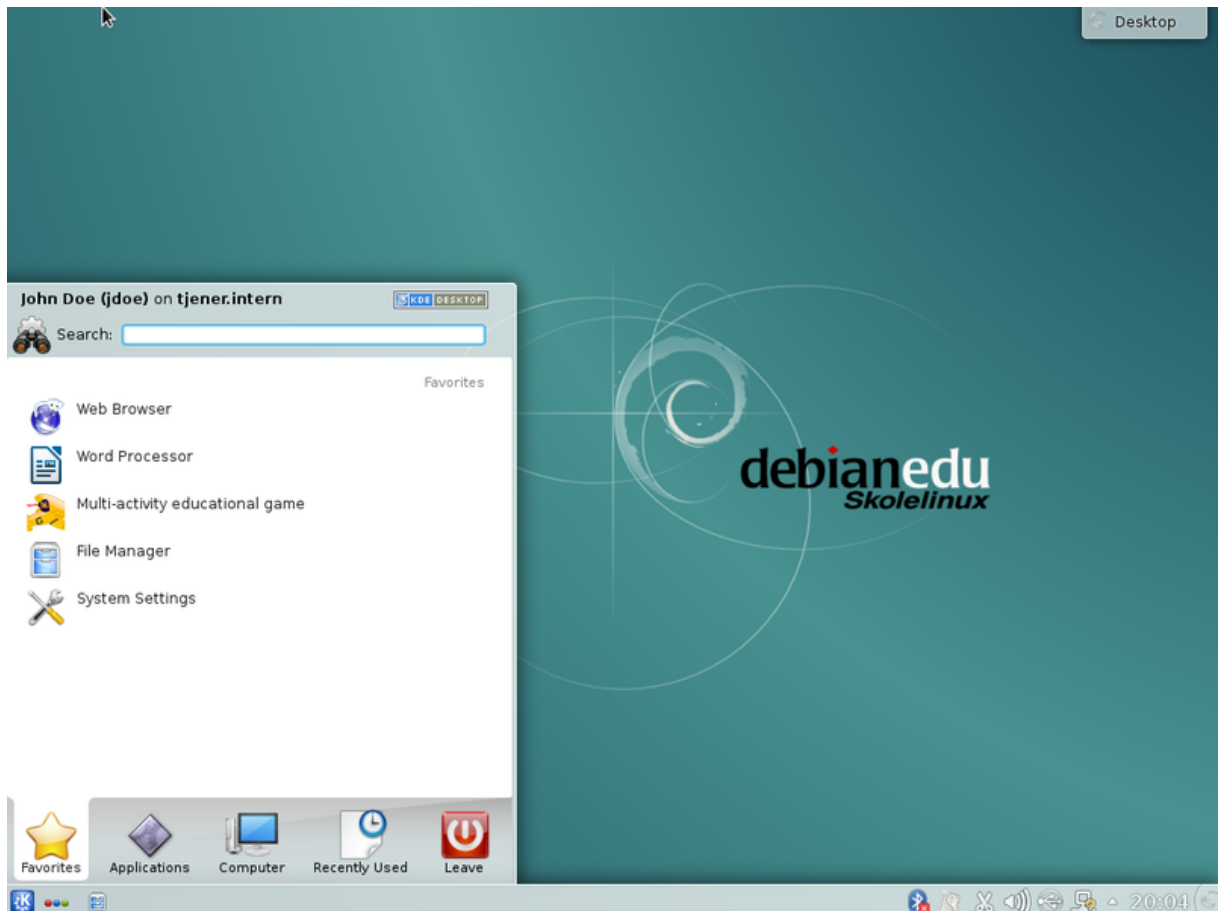 Desktop
John Doe (jdoe) on tjener.intern
KDE DESKTOP
Search:
Favorites
Web Browser
Word Processor
Multi-activity educational game
File Manager
System Settings
debianedu
Skolelinux
Favorites
Applications
Computer
Recently Used
Leave
20:04